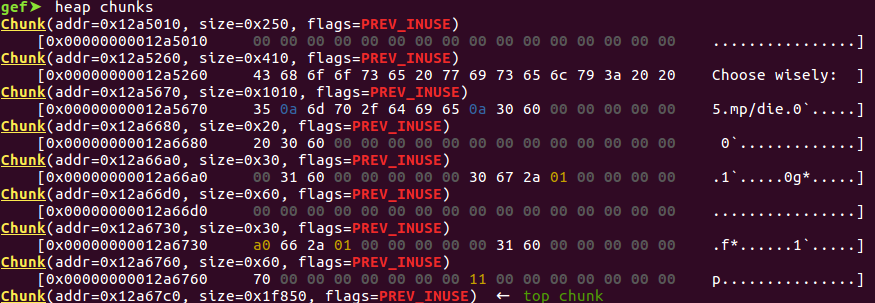 gef➤  heap chunks
Chunk(addr=0x12a5010, size=0x250, flags=PREV_INUSE)
    [0x00000000012a5010     00 00 00 00 00 00 00 00 00 00 00 00 00 00 00 00    ................]
Chunk(addr=0x12a5260, size=0x410, flags=PREV_INUSE)
    [0x00000000012a5260     43 68 6f 6f 73 65 20 77 69 73 65 6c 79 3a 20 20    Choose wisely:  ]
Chunk(addr=0x12a5670, size=0x1010, flags=PREV_INUSE)
    [0x00000000012a5670     35 0a 6d 70 2f 64 69 65 0a 30 60 00 00 00 00 00    5.mp/die.0`.....]
Chunk(addr=0x12a6680, size=0x20, flags=PREV_INUSE)
    [0x00000000012a6680     20 30 60 00 00 00 00 00 00 00 00 00 00 00 00 00     0`.............]
Chunk(addr=0x12a66a0, size=0x30, flags=PREV_INUSE)
    [0x00000000012a66a0     00 31 60 00 00 00 00 00 30 67 2a 01 00 00 00 00    .1`.....0g*.....]
Chunk(addr=0x12a66d0, size=0x60, flags=PREV_INUSE)
    [0x00000000012a66d0     00 00 00 00 00 00 00 00 00 00 00 00 00 00 00 00    ................]
Chunk(addr=0x12a6730, size=0x30, flags=PREV_INUSE)
    [0x00000000012a6730     a0 66 2a 01 00 00 00 00 00 31 60 00 00 00 00 00    .f*......1`.....]
Chunk(addr=0x12a6760, size=0x60, flags=PREV_INUSE)
    [0x00000000012a6760     70 00 00 00 00 00 00 00 11 00 00 00 00 00 00 00    p...............]
Chunk(addr=0x12a67c0, size=0x1f850, flags=PREV_INUSE)  ←  top chunk